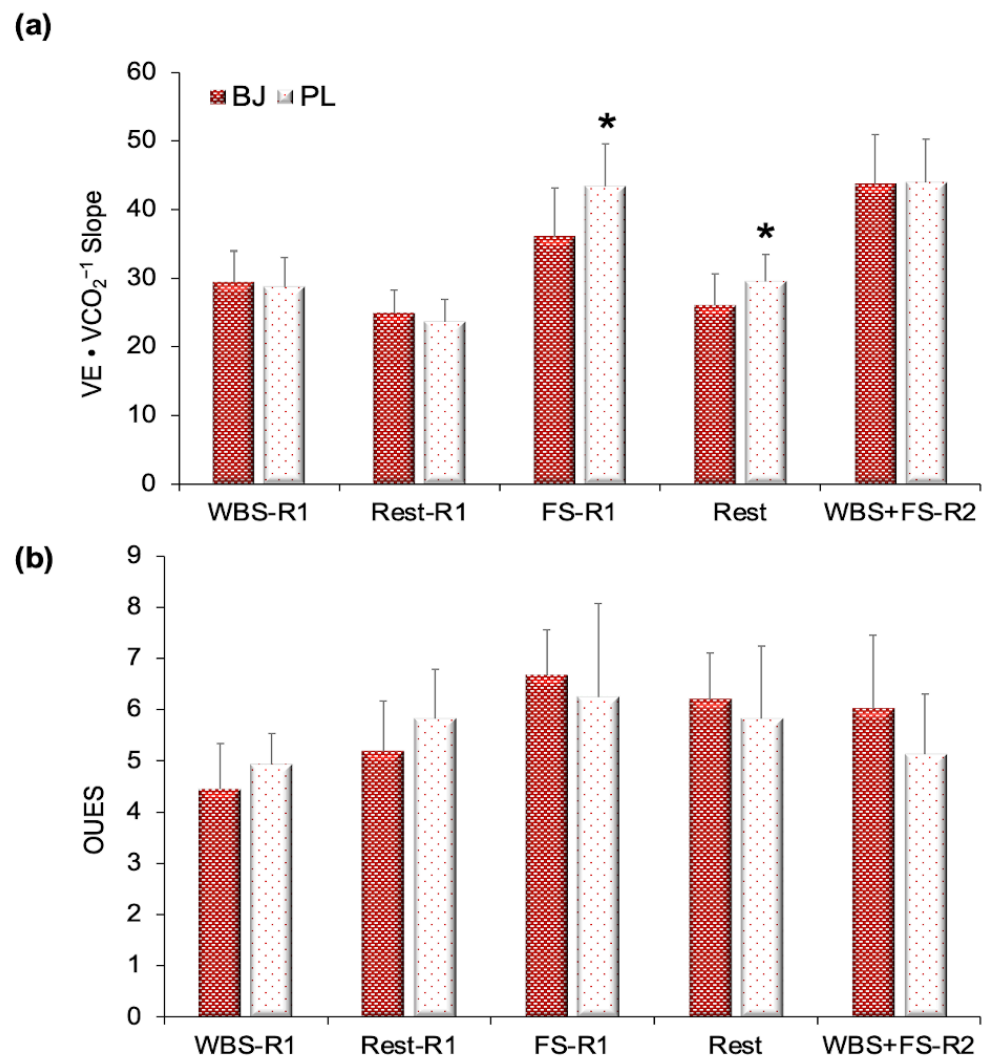 (a)
VE • VCO₂⁻¹ Slope
60
50
40
30
20
10
0
BJ PL
*
*
WBS-R1 Rest-R1 FS-R1 Rest WBS+FS-R2
(b)
OUES
9
8
7
6
5
4
3
2
1
0
WBS-R1 Rest-R1 FS-R1 Rest WBS+FS-R2